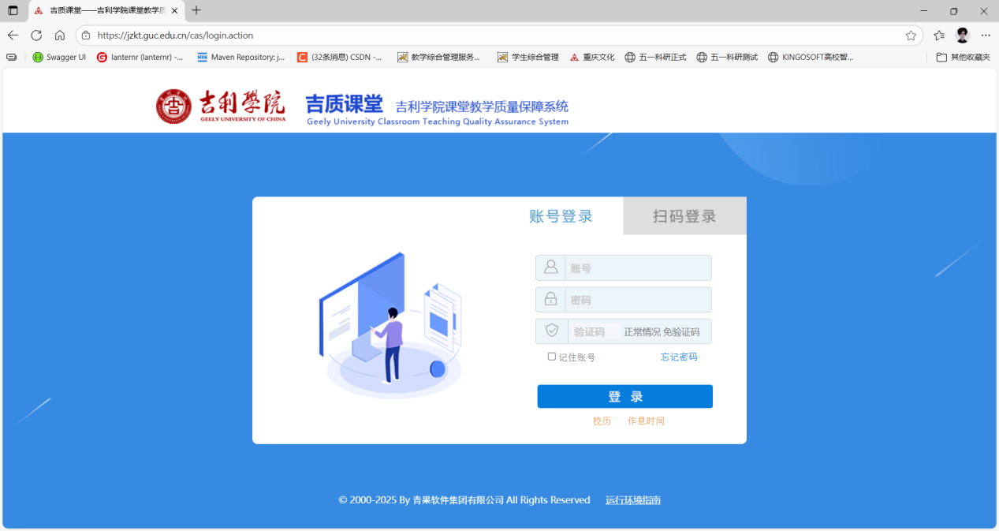 吉质课堂——吉利学院课堂教学质
https://jzkt.guc.edu.cn/cas/login.action
Swagger UI
lanternr (lanternr) -...
Maven Repository: j...
(32条消息) CSDN -...
教学综合管理服务...
学生综合管理
重庆文化
五一科研正式
五一科研测试
KINGOSOFT高校智...
其他收藏夹
吉利學院
GEELY UNIVERSITY OF CHINA
吉质课堂 吉利学院课堂教学质量保障系统
Geely University Classroom Teaching Quality Assurance System
账号登录
扫码登录
账号
密码
验证码 正常情况 免验证码
记住账号
忘记密码
登 录
校历 作息时间
© 2000-2025 By 青果软件集团有限公司 All Rights Reserved 运行环境指南